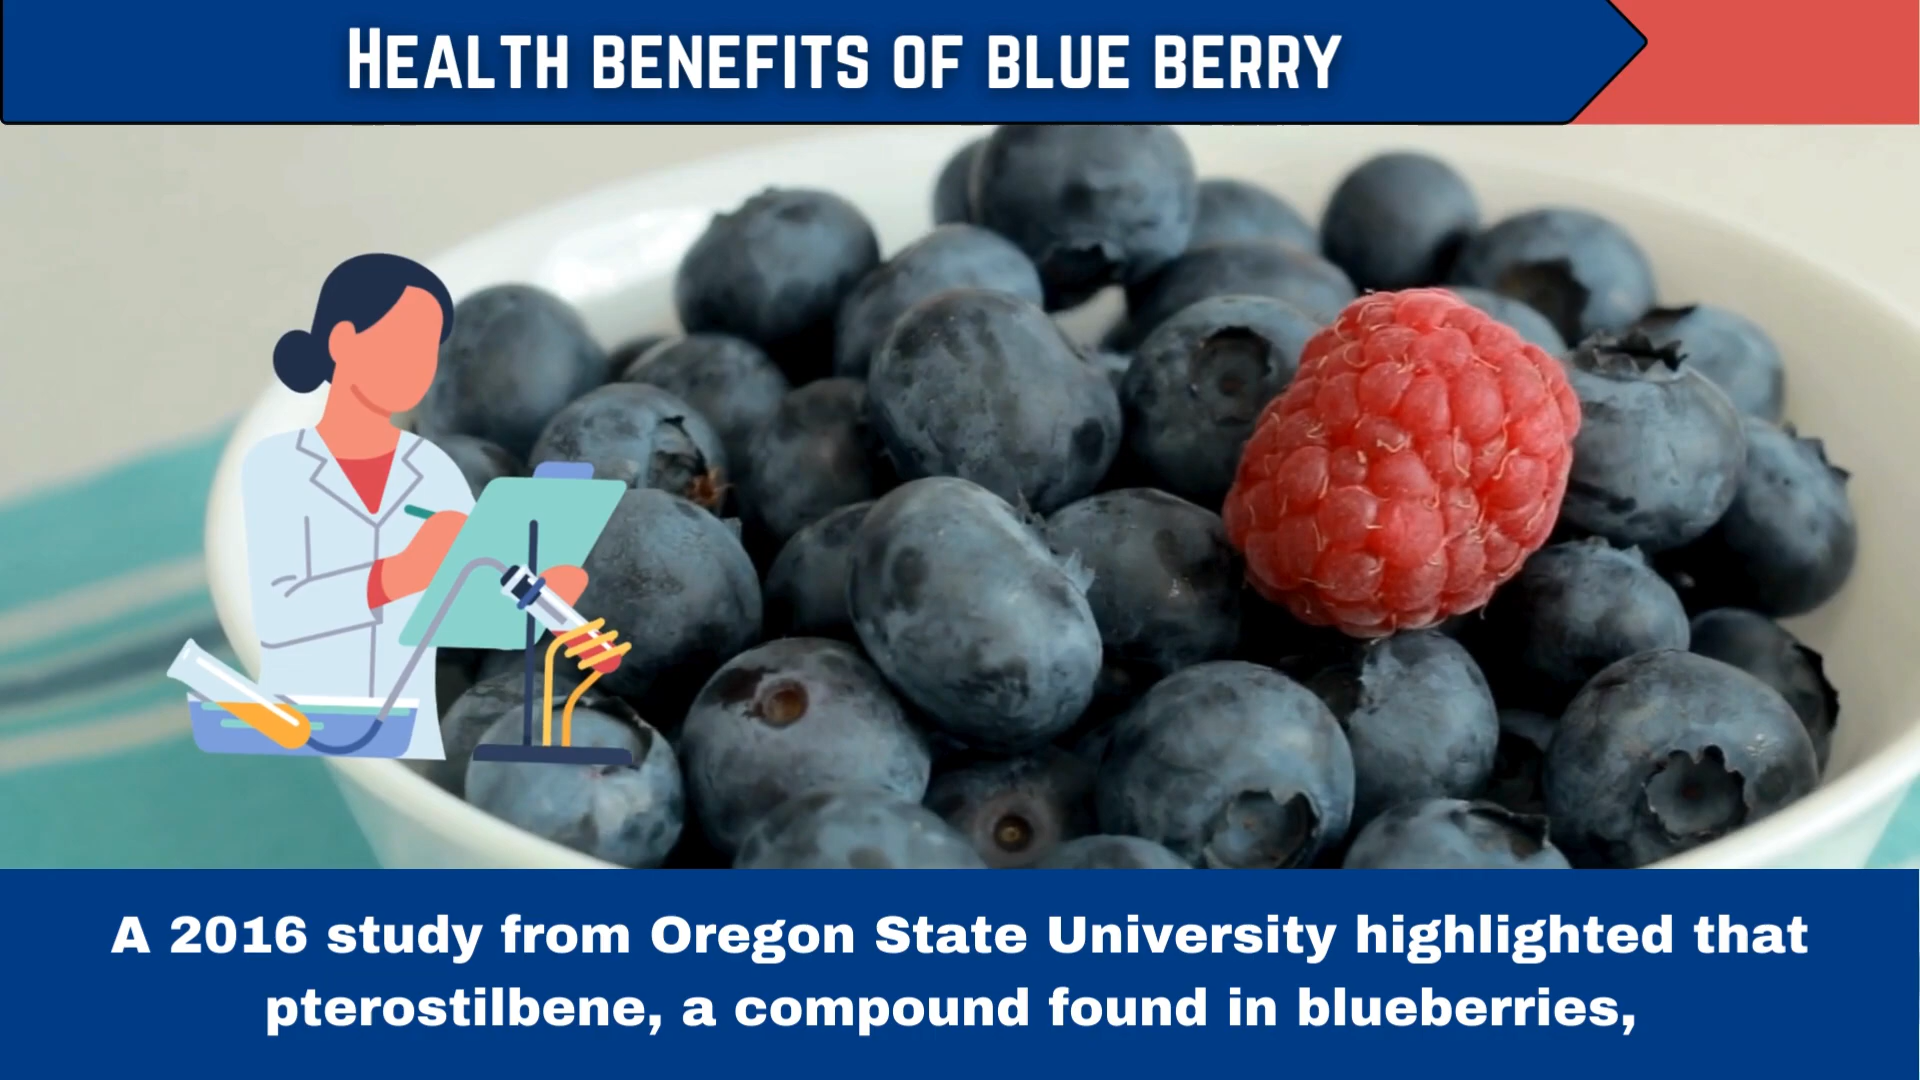 HEALTH BENEFITS OF BLUE BERRY
A 2016 study from Oregon State University highlighted that
pterostilbene, a compound found in blueberries,